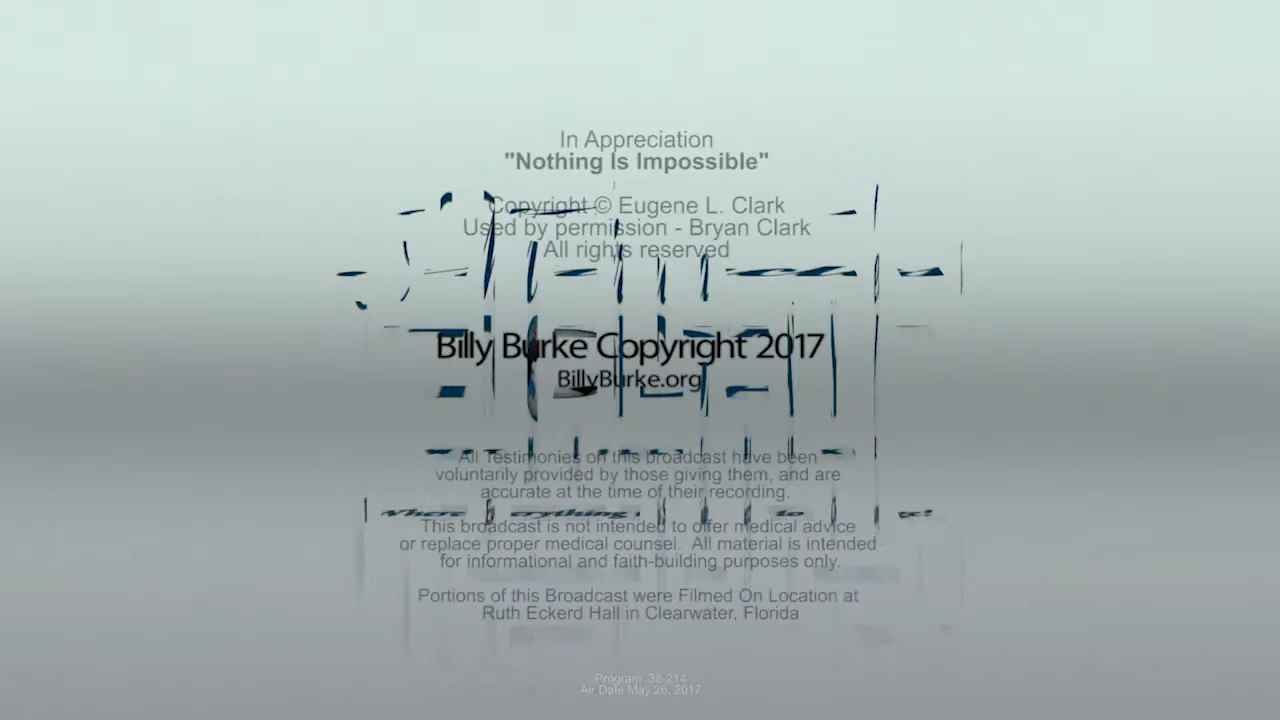 In Appreciation
"Nothing Is Impossible"
Copyright © Eugene L. Clark
Used by permission - Bryan Clark
All rights reserved
Billy Burke Copyright 2017
BillyBurke.org
All Testimonies on this broadcast have been
voluntarily provided by those giving them, and are
accurate at the time of their recording.
where erything to
This broadcast is not intended to offer medical advice
or replace proper medical counsel. All material is intended
for informational and faith-building purposes only.
Portions of this Broadcast were Filmed On Location at
Ruth Eckerd Hall in Clearwater, Florida
Program 38-214
Air Date May 26, 2017